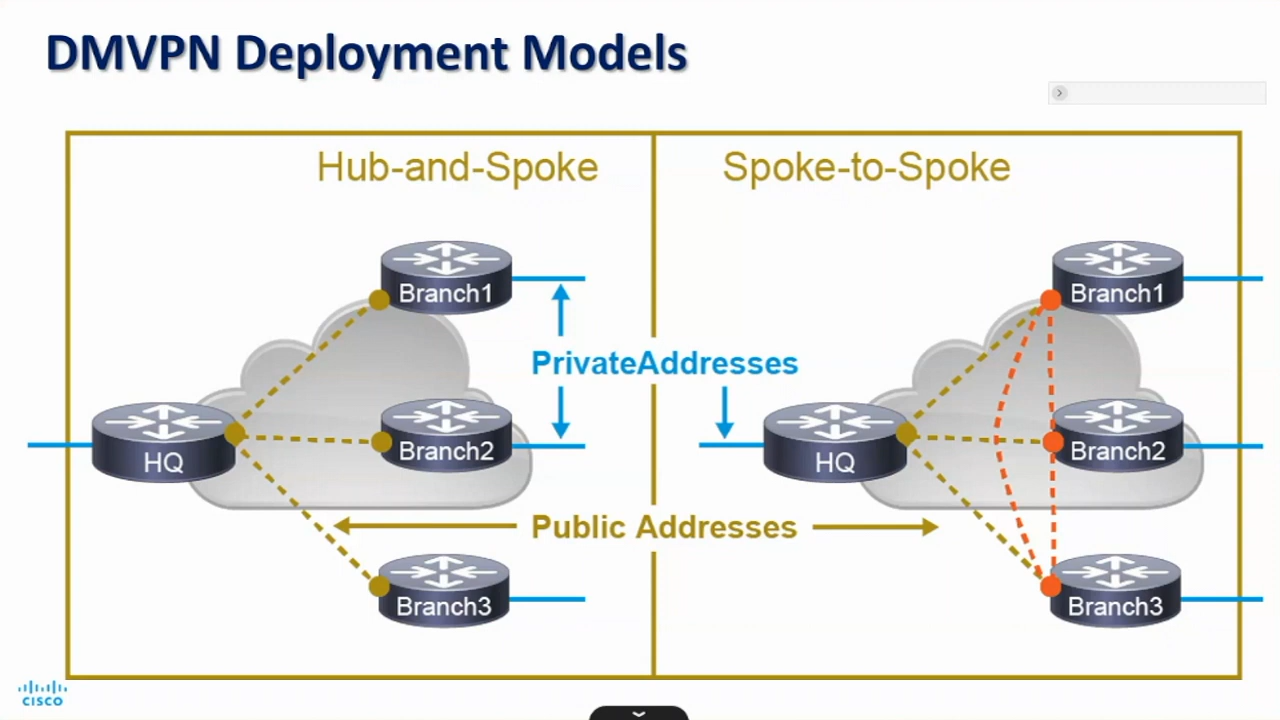 DMVPN Deployment Models
Hub-and-Spoke
Spoke-to-Spoke
Branch1
Branch1
PrivateAddresses
HQ
Branch2
HQ
Branch2
Public Addresses
Branch3
Branch3
CISCO